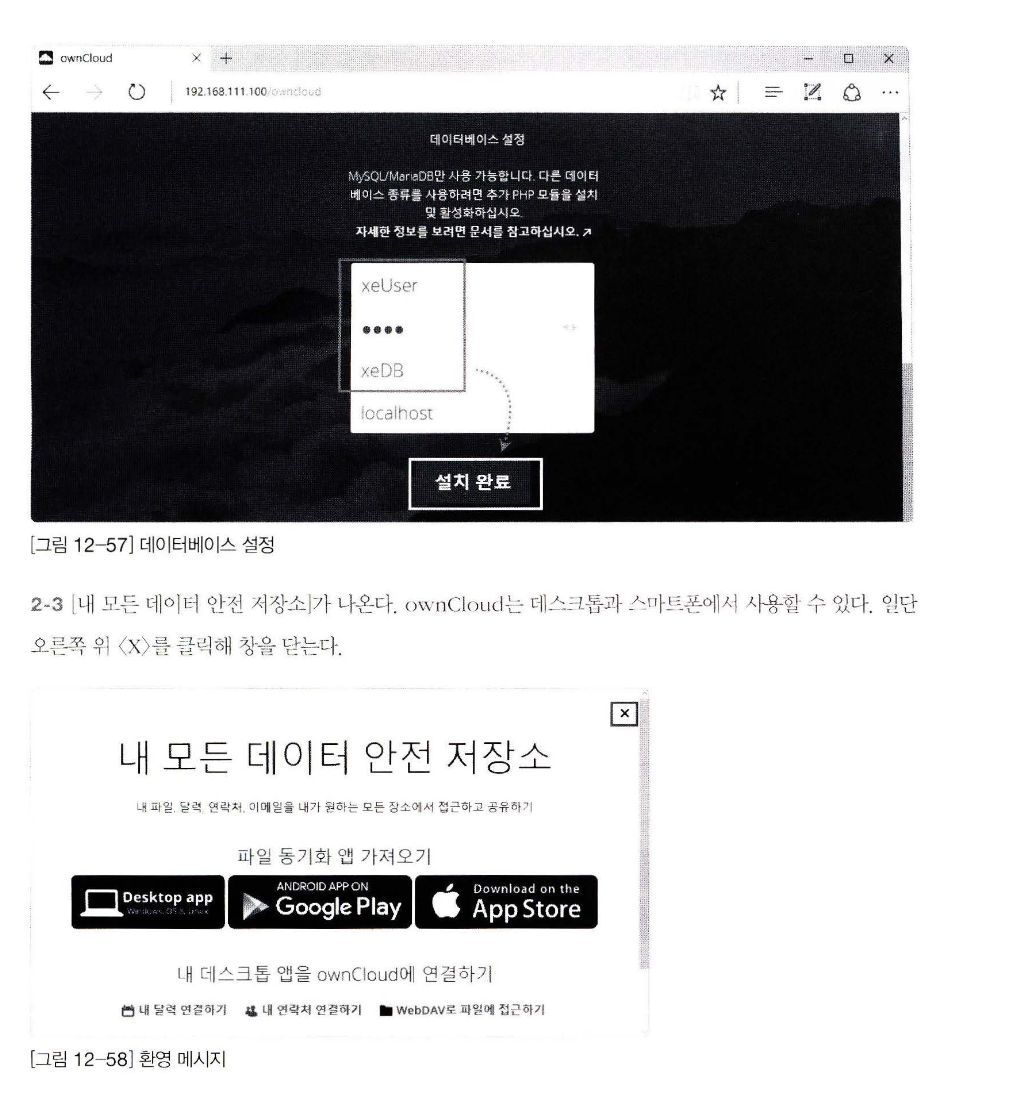 ownCloud
192.168.111.100/owncloud
데이터베이스 설정
MySQL/MariaDB만 사용 가능합니다. 다른 데이터
베이스 종류를 사용하려면 추가 PHP 모듈을 설치
및 활성화하십시오.
자세한 정보를 보려면 문서를 참고하십시오. ↗
xeUser
●●●●
xeDB
localhost
설치 완료
[그림 12-57] 데이터베이스 설정
2-3 [내 모든 데이터 안전 저장소]가 나온다. ownCloud는 데스크톱과 스마트폰에서 사용할 수 있다. 일단
오른쪽 위 <X>를 클릭해 창을 닫는다.
내 모든 데이터 안전 저장소
내 파일, 달력, 연락처, 이메일을 내가 원하는 모든 장소에서 접근하고 공유하기
파일 동기화 앱 가져오기
Desktop app
Windows, OS X, Linux
ANDROID APP ON
Google Play
Download on the
App Store
내 데스크톱 앱을 ownCloud에 연결하기
내 달력 연결하기 내 연락처 연결하기 WebDAV로 파일에 접근하기
[그림 12-58] 환영 메시지